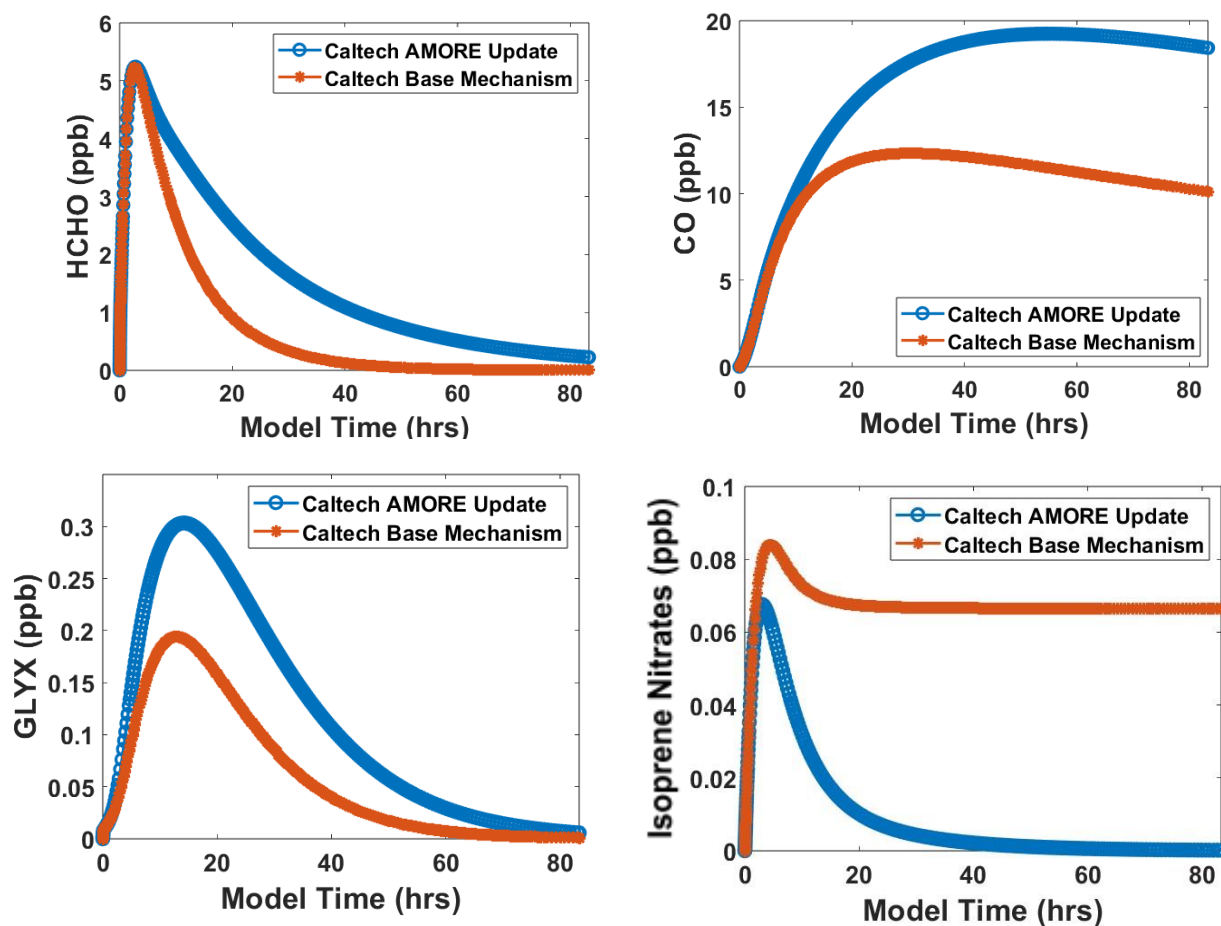 6
5
4
3
2
1
0
HCHO (ppb)
Caltech AMORE Update
Caltech Base Mechanism
0 20 40 60 80
Model Time (hrs)
20
15
10
5
0
CO (ppb)
Caltech AMORE Update
Caltech Base Mechanism
0 20 40 60 80
Model Time (hrs)
0.3
0.25
0.2
0.15
0.1
0.05
0
GLYX (ppb)
Caltech AMORE Update
Caltech Base Mechanism
0 20 40 60 80
Model Time (hrs)
0.1
0.08
0.06
0.04
0.02
0
Isoprene Nitrates (ppb)
Caltech AMORE Update
Caltech Base Mechanism
0 20 40 60 80
Model Time (hrs)